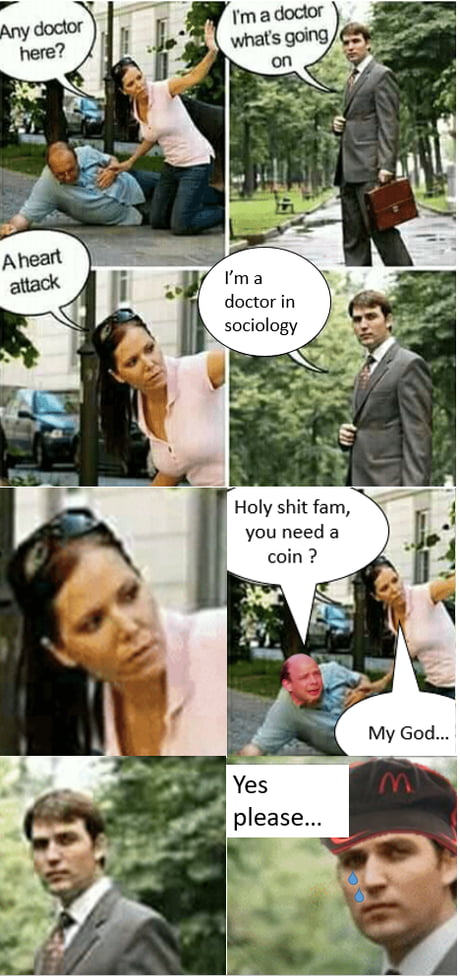 Any doctor
here?
I'm a doctor
what's going
on
A heart
attack
I'm a
doctor in
sociology
Holy shit fam,
you need a
coin ?
My God...
Yes
please...